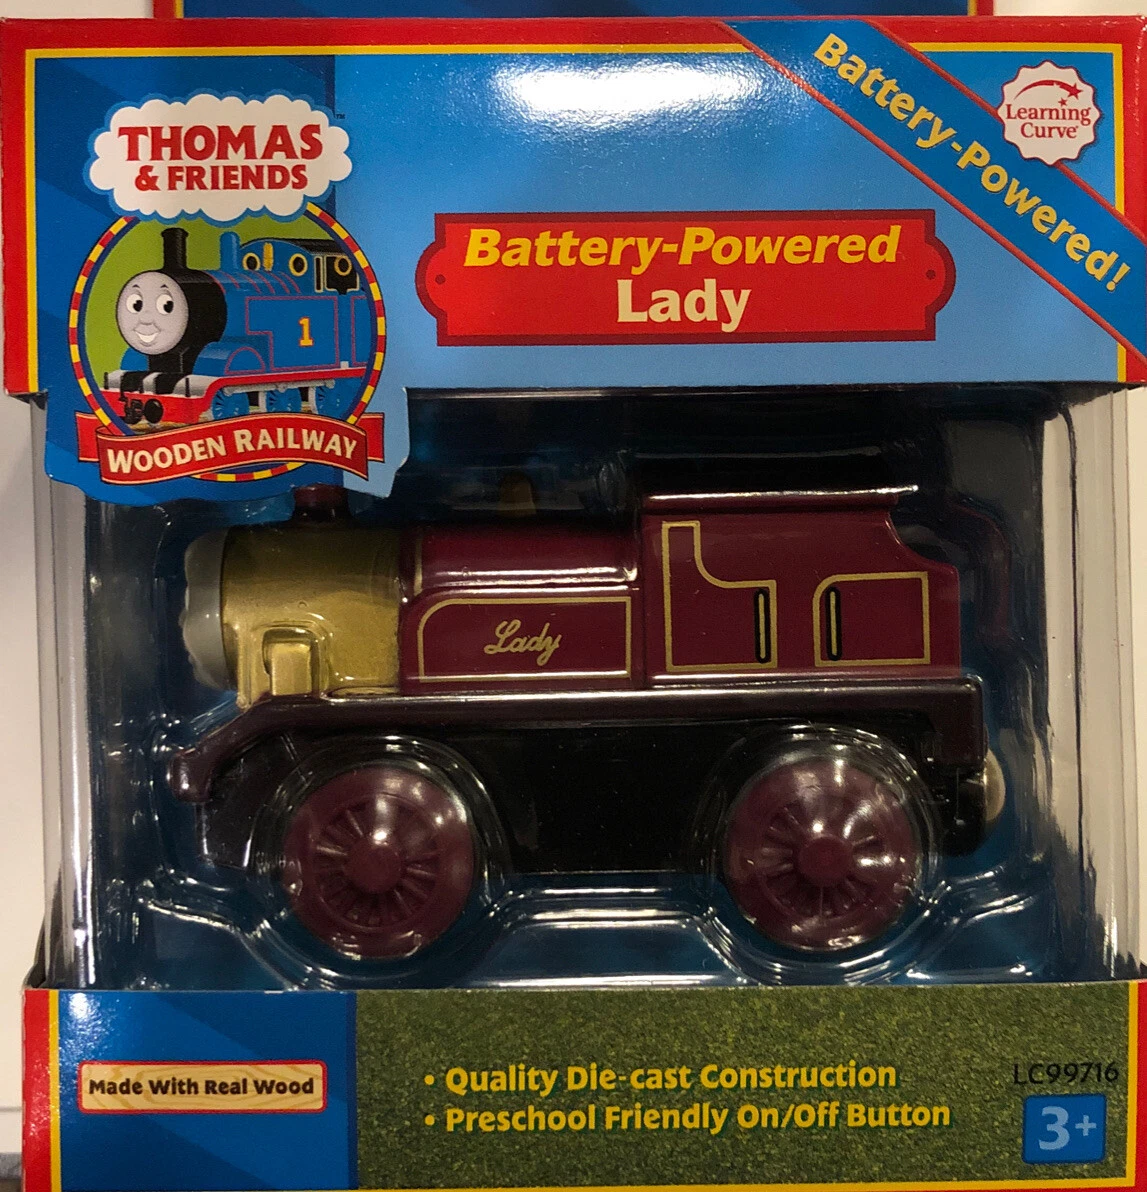 THOMAS
& FRIENDS
™
1
WOODEN RAILWAY
Battery-Powered
Lady
Battery-Powered!
Learning
Curve®
Lady
Made With Real Wood
• Quality Die-cast Construction
• Preschool Friendly On/Off Button
LC99716
3+